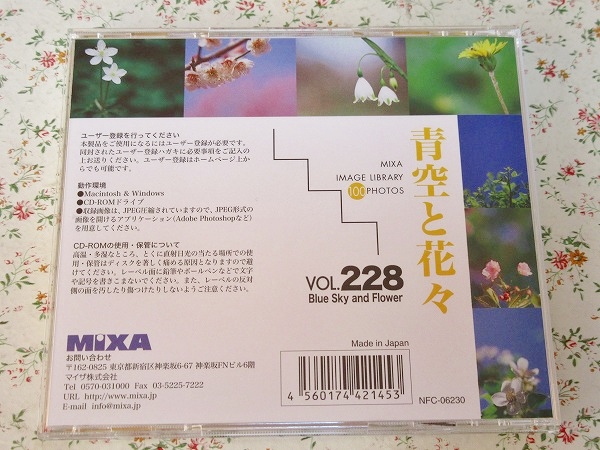 ユーザー登録を行ってください
本製品をご使用になるにはユーザー登録が必要です。
同封されたユーザー登録ハガキに必要事項をご記入の
上お送りください。ユーザー登録はホームページ上か
らでも可能です。
動作環境
●Macintosh & Windows
●CD-ROMドライブ
●収録画像は、JPEG圧縮されていますので、JPEG形式の
画像を開けるアプリケーション(Adobe Photoshopなど)
を用意してください。
CD-ROMの使用・保管について
高温・多湿なところ、とくに直射日光の当たる場所での使
用・保管はディスクを著しく痛める原因となりますので避
けてください。レーベル面に鉛筆やボールペンなどで文字
や記号を書きこまないでください。また、レーベルの反対
側の面を汚したり傷つけたりしないようご注意ください。
MIXA
お問い合わせ
〒162-0825 東京都新宿区神楽坂6-67 神楽坂FNビル6階
マイザ株式会社
Tel 0570-031000 Fax 03-5225-7222
URL http://www.mixa.jp
E-mail info@mixa.jp
MIXA
IMAGE LIBRARY
100 PHOTOS
VOL.228
Blue Sky and Flower
青空と花々
Made in Japan
4 560174 421453
NFC-06230